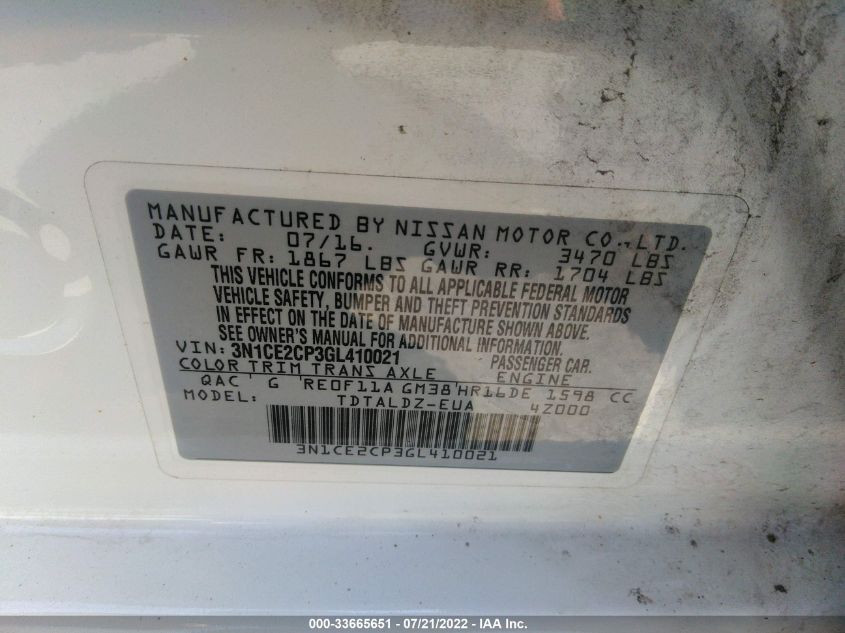 MANUFACTURED BY NISSAN MOTOR CO., LTD.
DATE: 07/16. GVWR: 3470 LBS
GAWR FR: 1867 LBS GAWR RR: 1704 LBS
THIS VEHICLE CONFORMS TO ALL APPLICABLE FEDERAL MOTOR
VEHICLE SAFETY, BUMPER AND THEFT PREVENTION STANDARDS
IN EFFECT ON THE DATE OF MANUFACTURE SHOWN ABOVE.
SEE OWNER'S MANUAL FOR ADDITIONAL INFORMATION.
VIN: 3N1CE2CP3GL410021 PASSENGER CAR.
COLOR TRIM TRANS AXLE ENGINE
QAC ' G 'RE0F11A GM38'HR16DE 1598 CC
MODEL: TDTALDZ-EUA 4Z000
3N1CE2CP3GL410021
000-33665651 - 07/21/2022 - IAA Inc.